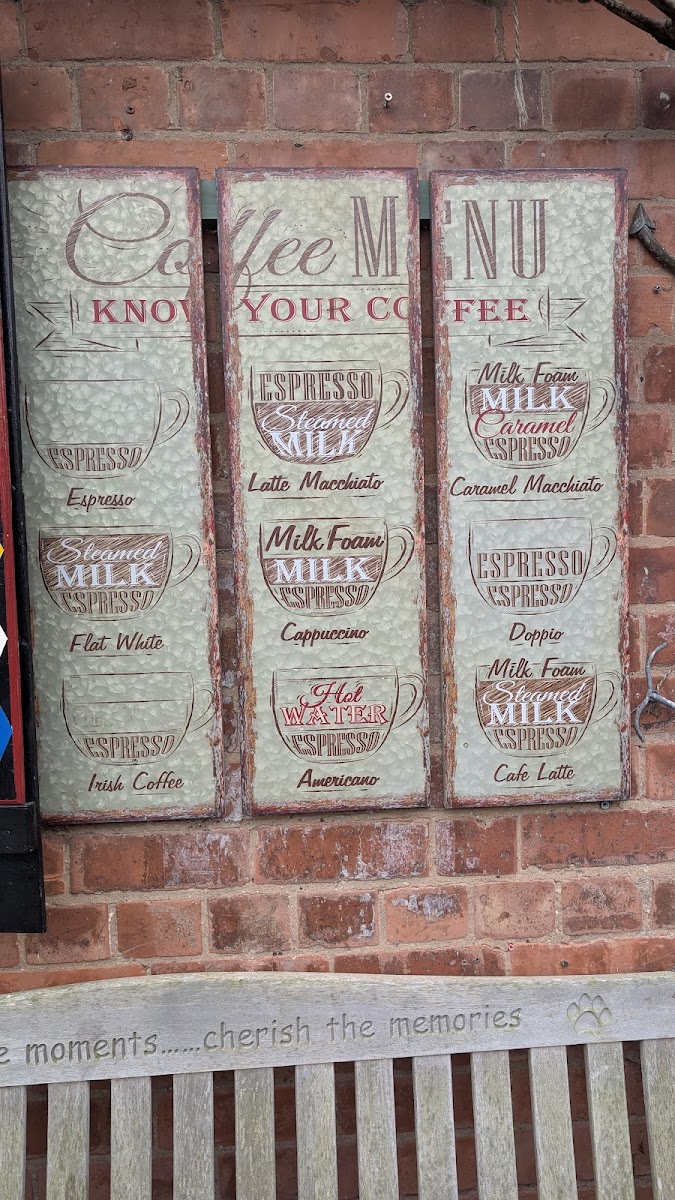 Coffee MENU
KNOW YOUR COFFEE
ESPRESSO
Espresso
Steamed
MILK
ESPRESSO
Flat White
ESPRESSO
Irish Coffee
ESPRESSO
Steamed
MILK
Latte Macchiato
Milk Foam
MILK
ESPRESSO
Cappuccino
Hot
WATER
ESPRESSO
Americano
Milk Foam
MILK
Caramel
ESPRESSO
Caramel Macchiato
ESPRESSO
ESPRESSO
Doppio
Milk Foam
Steamed
MILK
ESPRESSO
Cafe Latte
e moments......cherish the memories